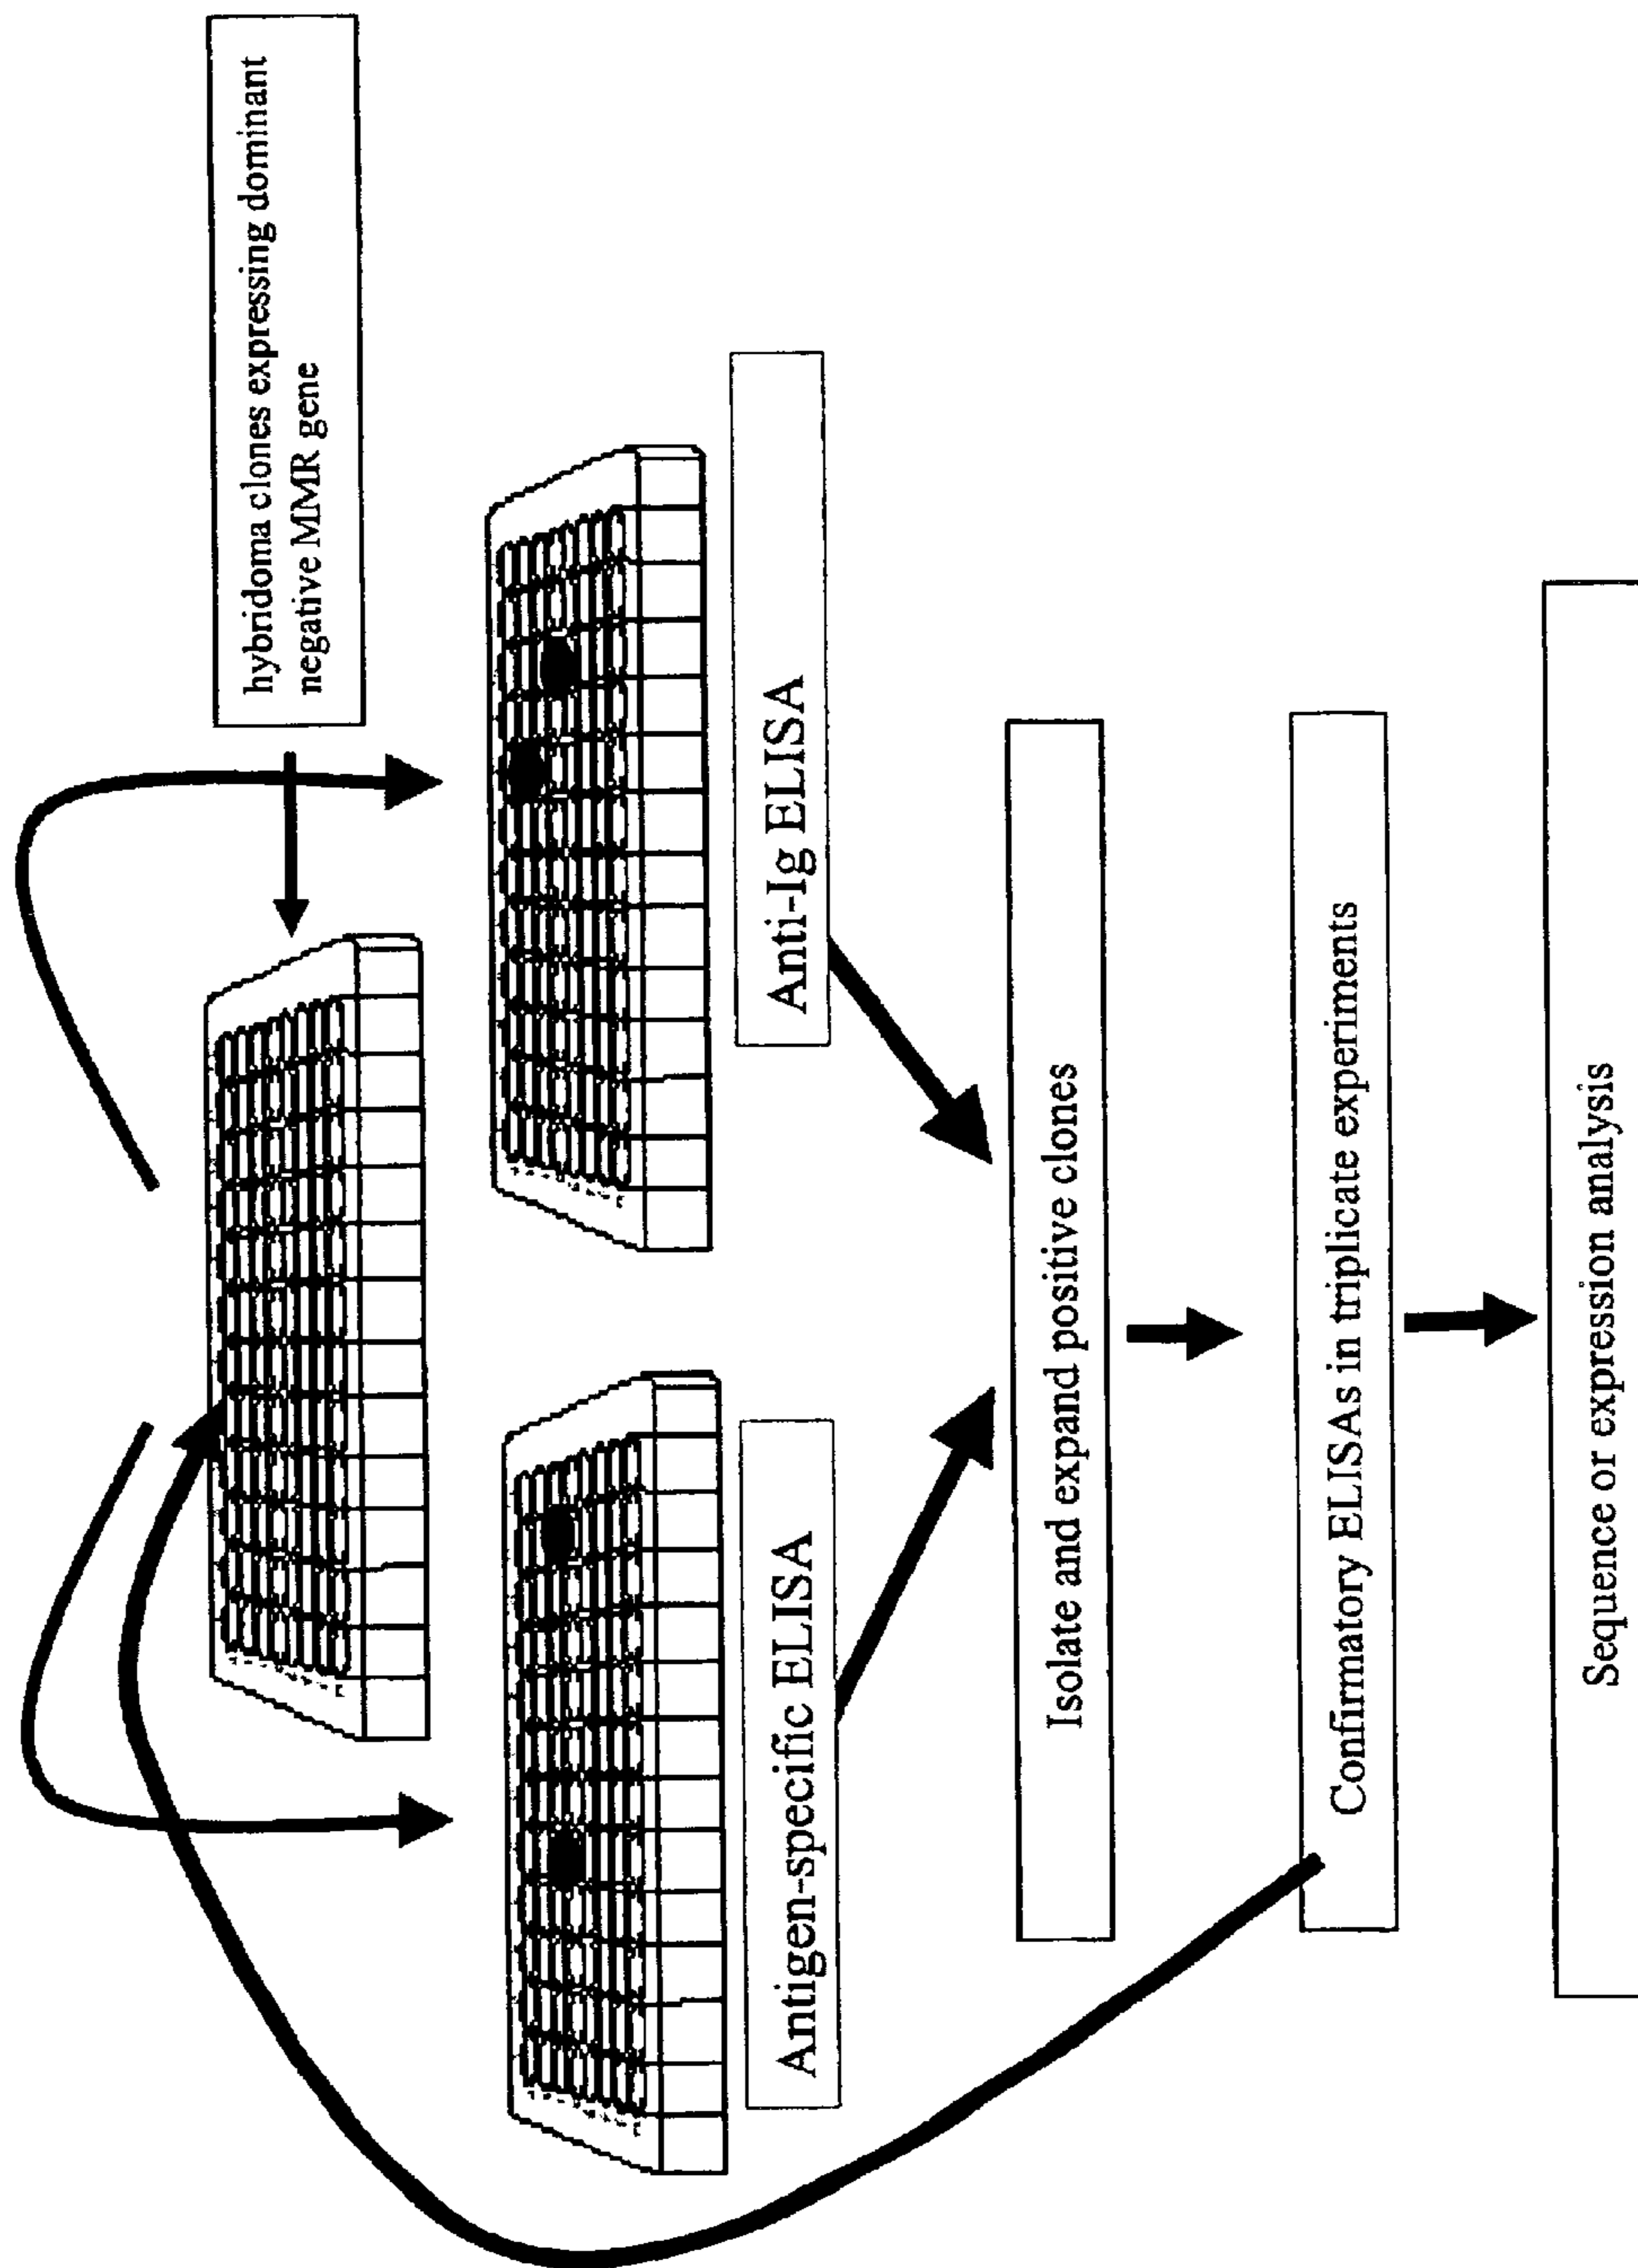 hybridoma clones expressing dominant
negative MMR gene
Antigen-specific ELISA
Anti-Ig ELISA
Isolate and expand positive clones
Confirmatory ELISAs in triplicate experiments
Sequence or expression analysis